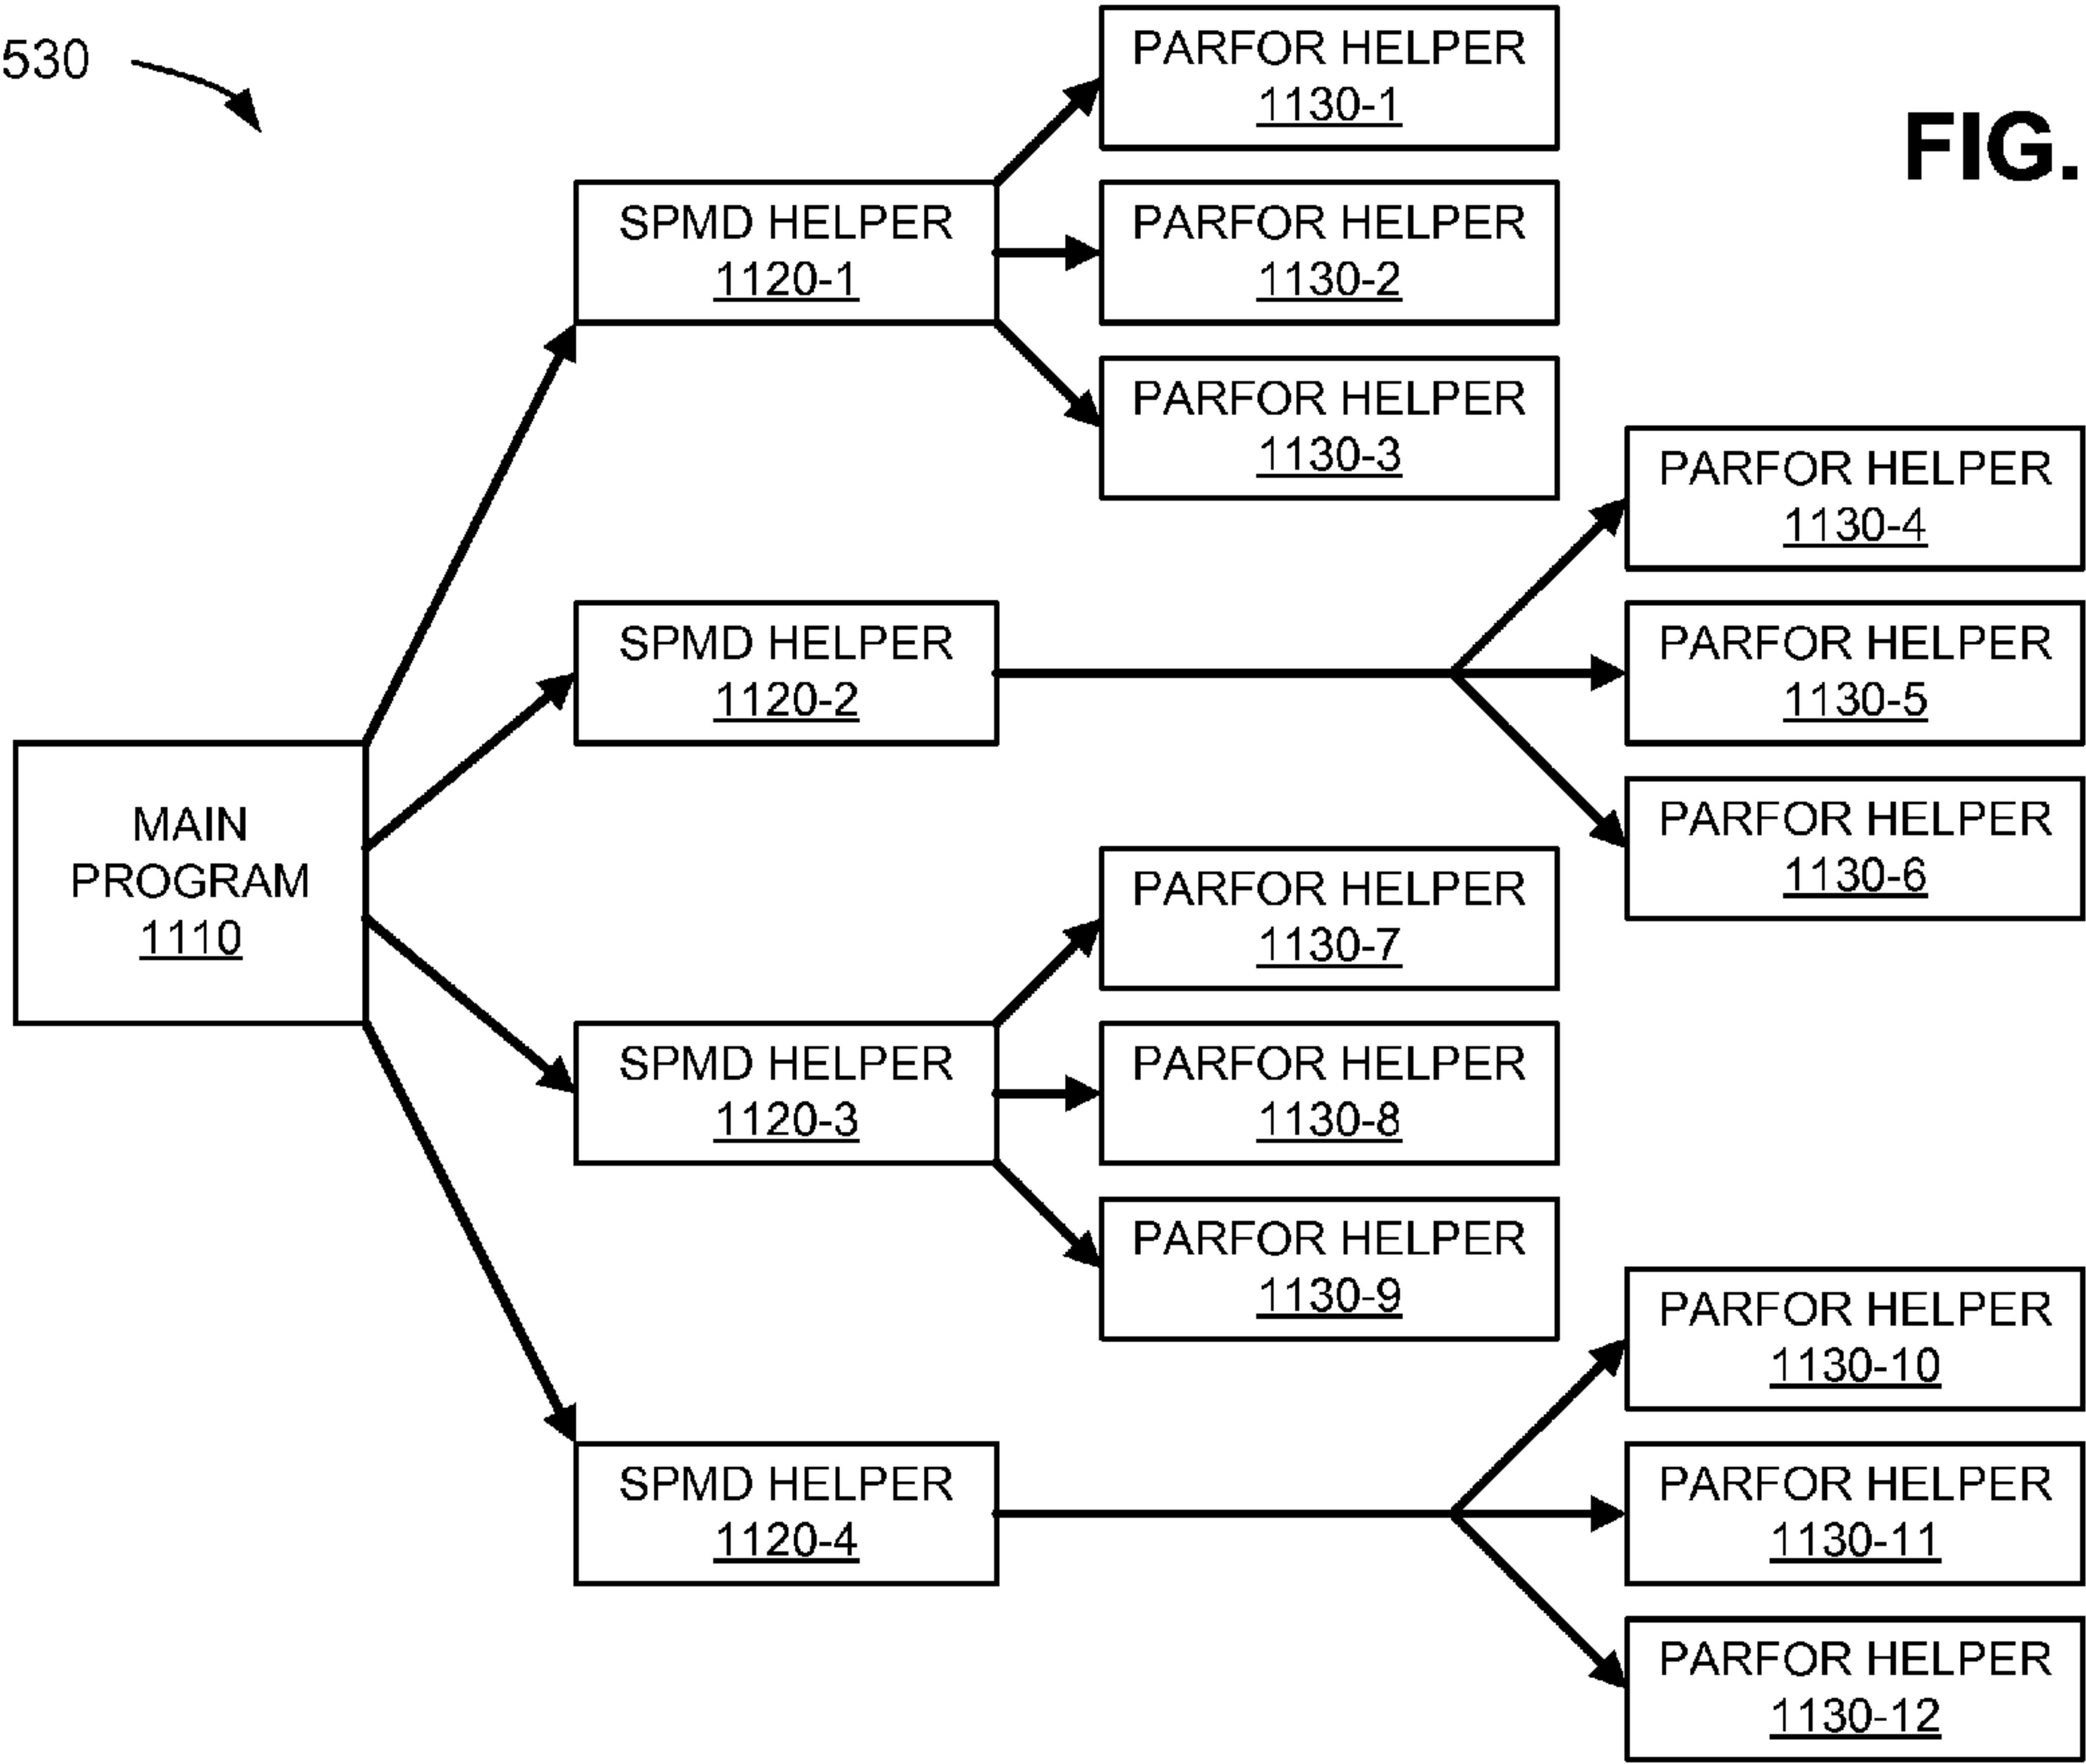 530
FIG.
PARFOR HELPER
1130-1
SPMD HELPER
1120-1
PARFOR HELPER
1130-2
PARFOR HELPER
1130-3
PARFOR HELPER
1130-4
SPMD HELPER
1120-2
PARFOR HELPER
1130-5
PARFOR HELPER
1130-6
MAIN
PROGRAM
1110
PARFOR HELPER
1130-7
SPMD HELPER
1120-3
PARFOR HELPER
1130-8
PARFOR HELPER
1130-9
PARFOR HELPER
1130-10
SPMD HELPER
1120-4
PARFOR HELPER
1130-11
PARFOR HELPER
1130-12